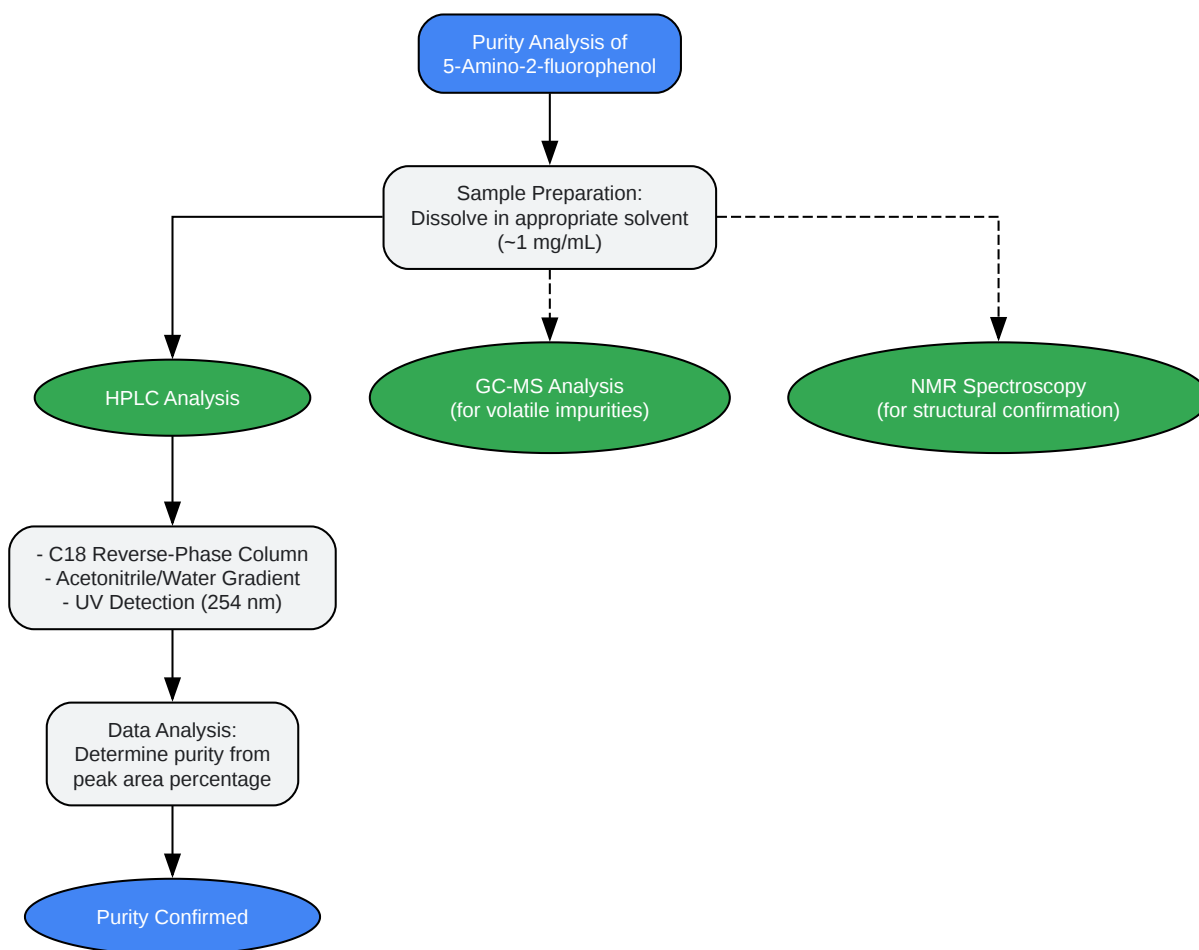 Purity Analysis of
5-Amino-2-fluorophenol
Sample Preparation:
Dissolve in appropriate solvent
(~1 mg/mL)
HPLC Analysis
GC-MS Analysis
(for volatile impurities)
NMR Spectroscopy
(for structural confirmation)
- C18 Reverse-Phase Column
- Acetonitrile/Water Gradient
- UV Detection (254 nm)
Data Analysis:
Determine purity from
peak area percentage
Purity Confirmed